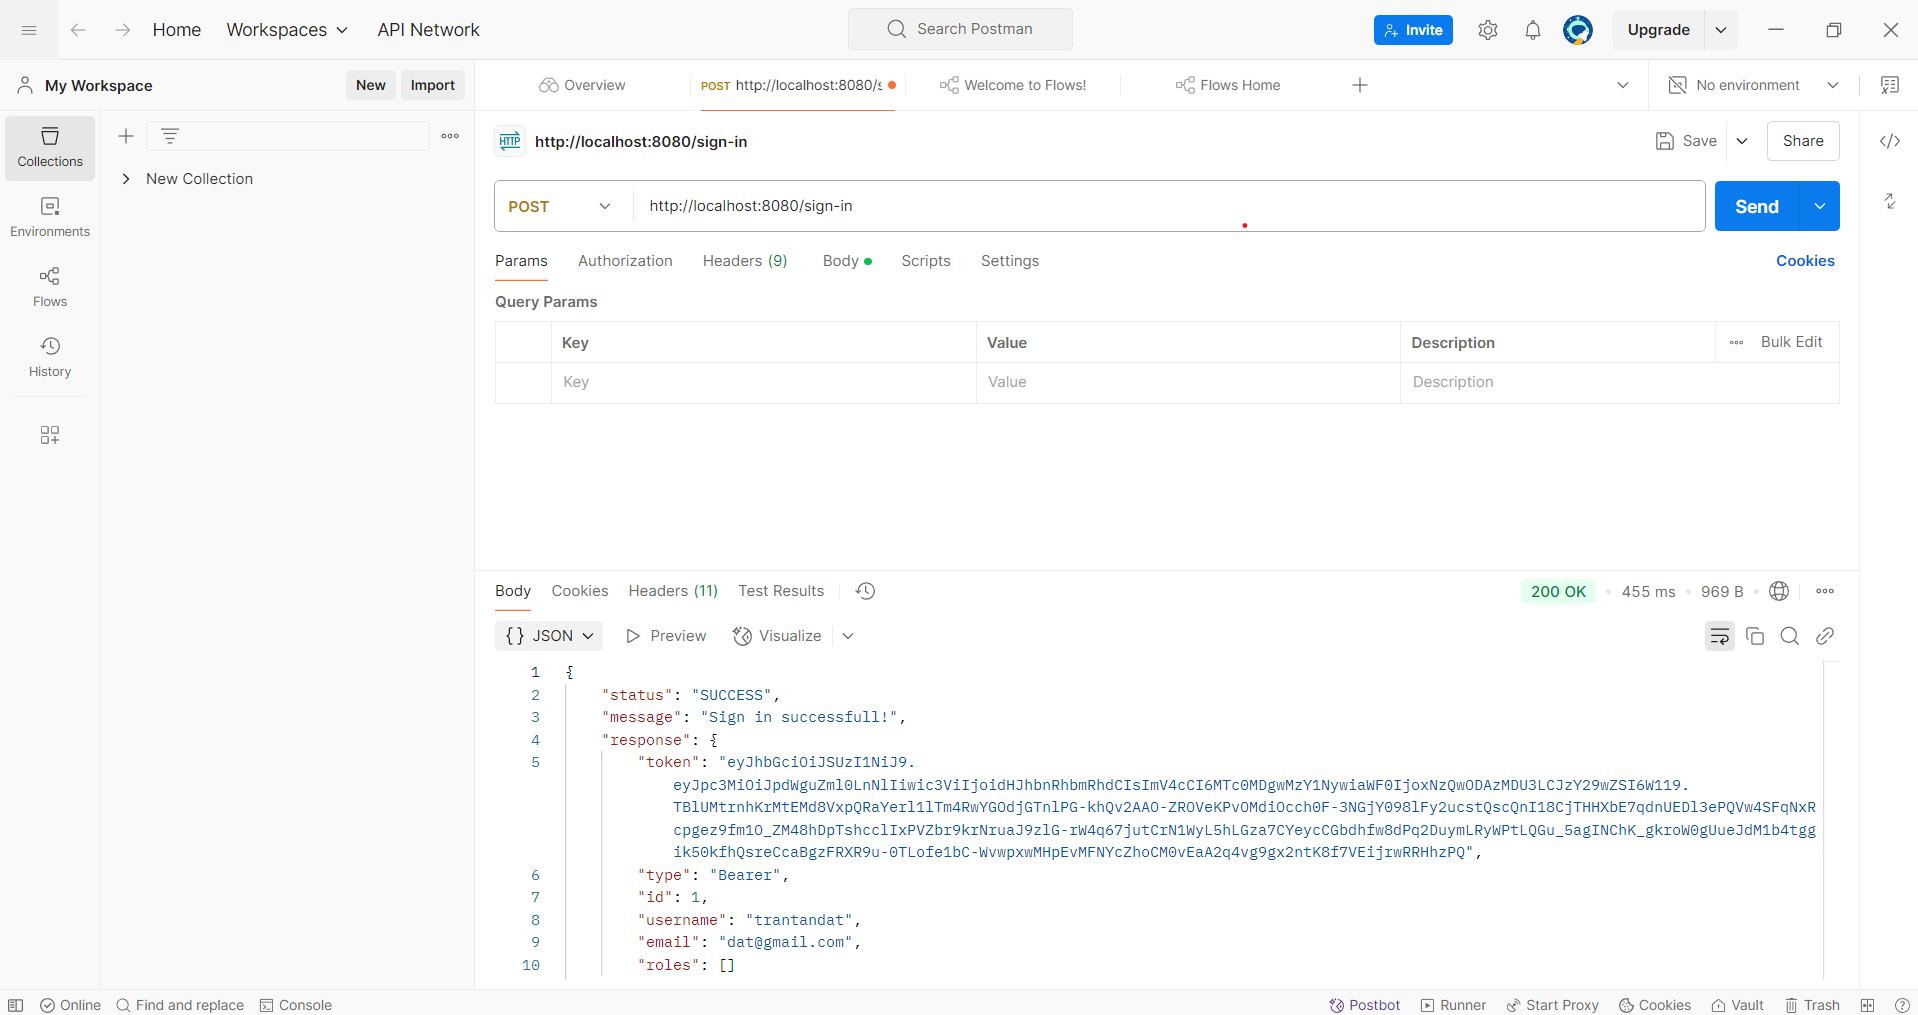 Home
Workspaces
API Network
Search Postman
Invite
Upgrade
My Workspace
New
Import
Overview
POST http://localhost:8080/s
Welcome to Flows!
Flows Home
No environment
Collections
Environments
Flows
History
New Collection
HTTP
http://localhost:8080/sign-in
Save
Share
POST
http://localhost:8080/sign-in
Send
Params
Authorization
Headers (9)
Body
Scripts
Settings
Cookies
Query Params
Key
Value
Description
Bulk Edit
Key
Value
Description
Body
Cookies
Headers (11)
Test Results
200 OK
455 ms
969 B
{} JSON
Preview
Visualize
1 {
2 "status": "SUCCESS",
3 "message": "Sign in successfull!",
4 "response": {
5 "token": "eyJhbGciOiJSUzI1NiJ9.
eyJpc3MiOiJpdWguZml0LnNlIiwic3ViIjoidHJhbnRhbmRhdCIsImV4cCI6MTc0MDgwMzY1NywiaWF0IjoxNzQwODAzMDU3LCJzY29wZSI6W119.
TBlUMtrnhKrMtEMd8VxpQRaYerl1lTm4RwYGOdjGTnlPG-khQv2AAO-ZROVeKPvOMdiOcch0F-3NGjY098lFy2ucstQscQnI18CjTHHXbE7qdnUEDl3ePQVw4SFqNxR
cpgez9fm1O_ZM48hDpTshcclIxPVZbr9krNruaJ9zlG-rW4q67jutCrN1WyL5hLGza7CYeycCGbdhfw8dPq2DuymLRyWPtLQGu_5agINChK_gkroW0gUueJdM1b4tgg
ik50kfhQsreCcaBgzFRXR9u-0TLofe1bC-WvwpxwMHpEvMFNYcZhoCM0vEaA2q4vg9gx2ntK8f7VEijrwRRHhzPQ",
6 "type": "Bearer",
7 "id": 1,
8 "username": "trantandat",
9 "email": "dat@gmail.com",
10 "roles": []
Online
Find and replace
Console
Postbot
Runner
Start Proxy
Cookies
Vault
Trash